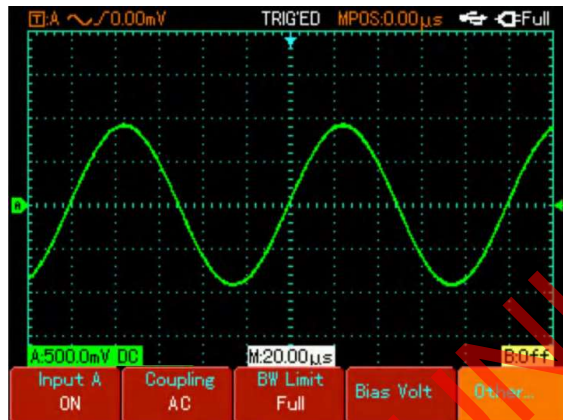 T:A 0.00mV TRIG'ED MPOS:0.00μs Full
A
A:500.0mV DC M:20.00μs B:Off
Input A Coupling BW Limit Bias Volt Other...
ON AC Full